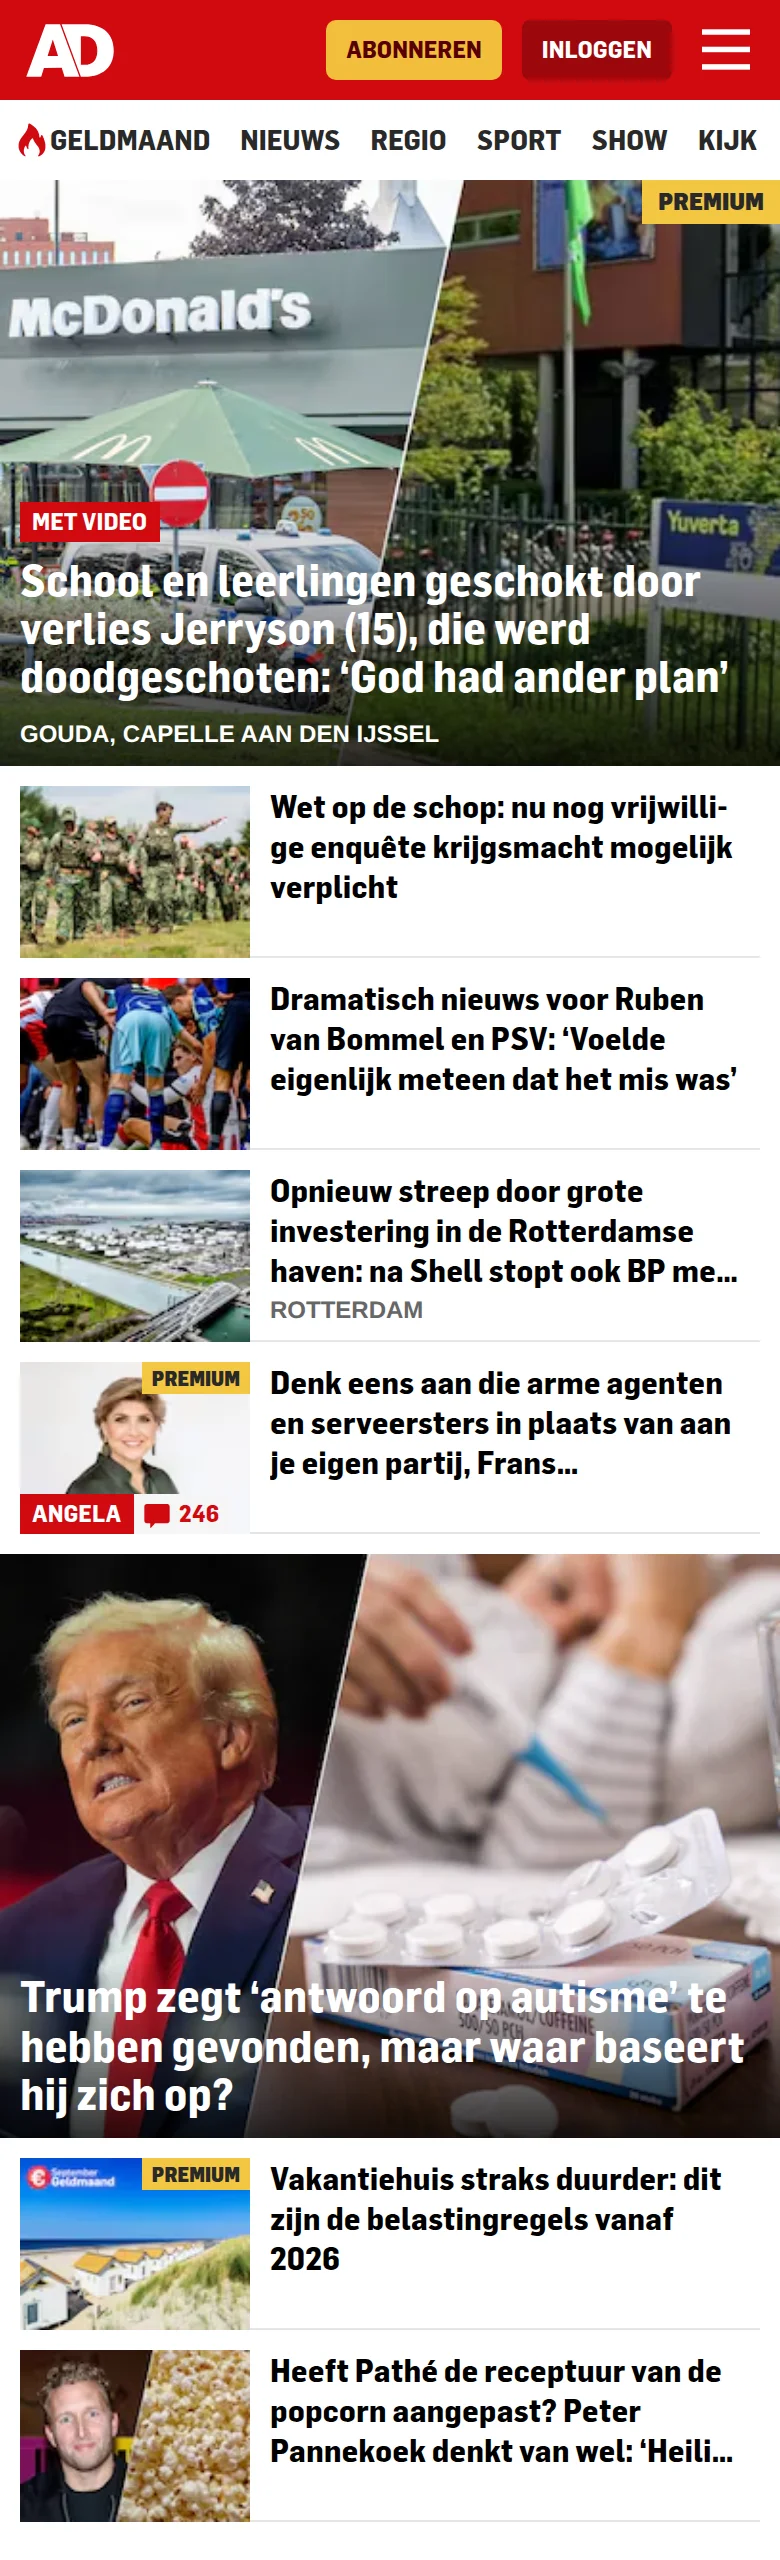 AD
ABONNEREN
INLOGGEN
GELDMAAND NIEUWS REGIO SPORT SHOW KIJK
PREMIUM
McDonald's
Yuverta
MET VIDEO
School en leerlingen geschokt door
verlies Jerryson (15), die werd
doodgeschoten: ‘God had ander plan’
GOUDA, CAPELLE AAN DEN IJSSEL
Wet op de schop: nu nog vrijwilli-
ge enquête krijgsmacht mogelijk
verplicht
Dramatisch nieuws voor Ruben
van Bommel en PSV: ‘Voelde
eigenlijk meteen dat het mis was’
Opnieuw streep door grote
investering in de Rotterdamse
haven: na Shell stopt ook BP me...
ROTTERDAM
PREMIUM
ANGELA
246
Denk eens aan die arme agenten
en serveersters in plaats van aan
je eigen partij, Frans...
COFFEINE
500/50 PCH
Trump zegt ‘antwoord op autisme’ te
hebben gevonden, maar waar baseert
hij zich op?
€ September
Geldmaand
PREMIUM
Vakantiehuis straks duurder: dit
zijn de belastingregels vanaf
2026
Heeft Pathé de receptuur van de
popcorn aangepast? Peter
Pannekoek denkt van wel: ‘Heili...